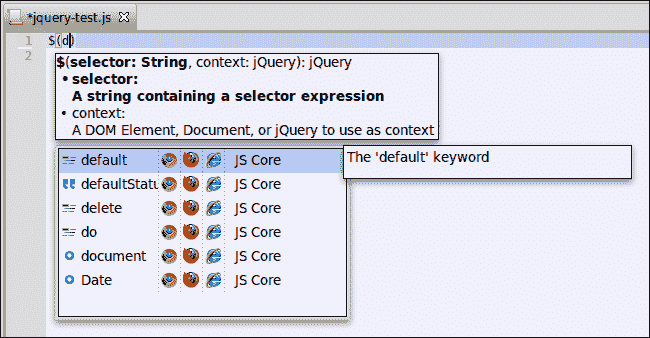 *jquery-test.js
1 $(d)
2
$(selector: String, context: jQuery): jQuery
• selector:
A string containing a selector expression
• context:
A DOM Element, Document, or jQuery to use as context
default JS Core
The 'default' keyword
defaultStatu JS Core
delete JS Core
do JS Core
document JS Core
Date JS Core